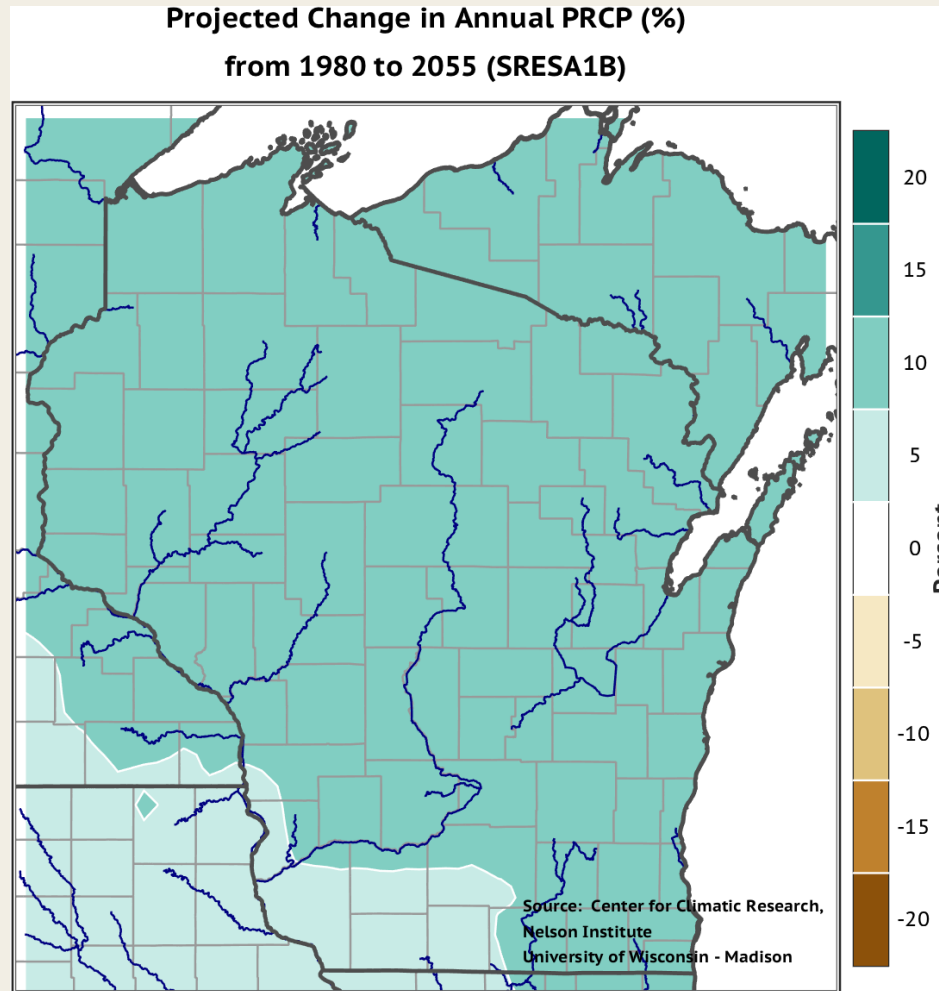 Projected Change in Annual PRCP (%)
from 1980 to 2055 (SRESA1B)
20
15
10
5
0
-5
-10
-15
-20
Source: Center for Climatic Research,
Nelson Institute
University of Wisconsin - Madison